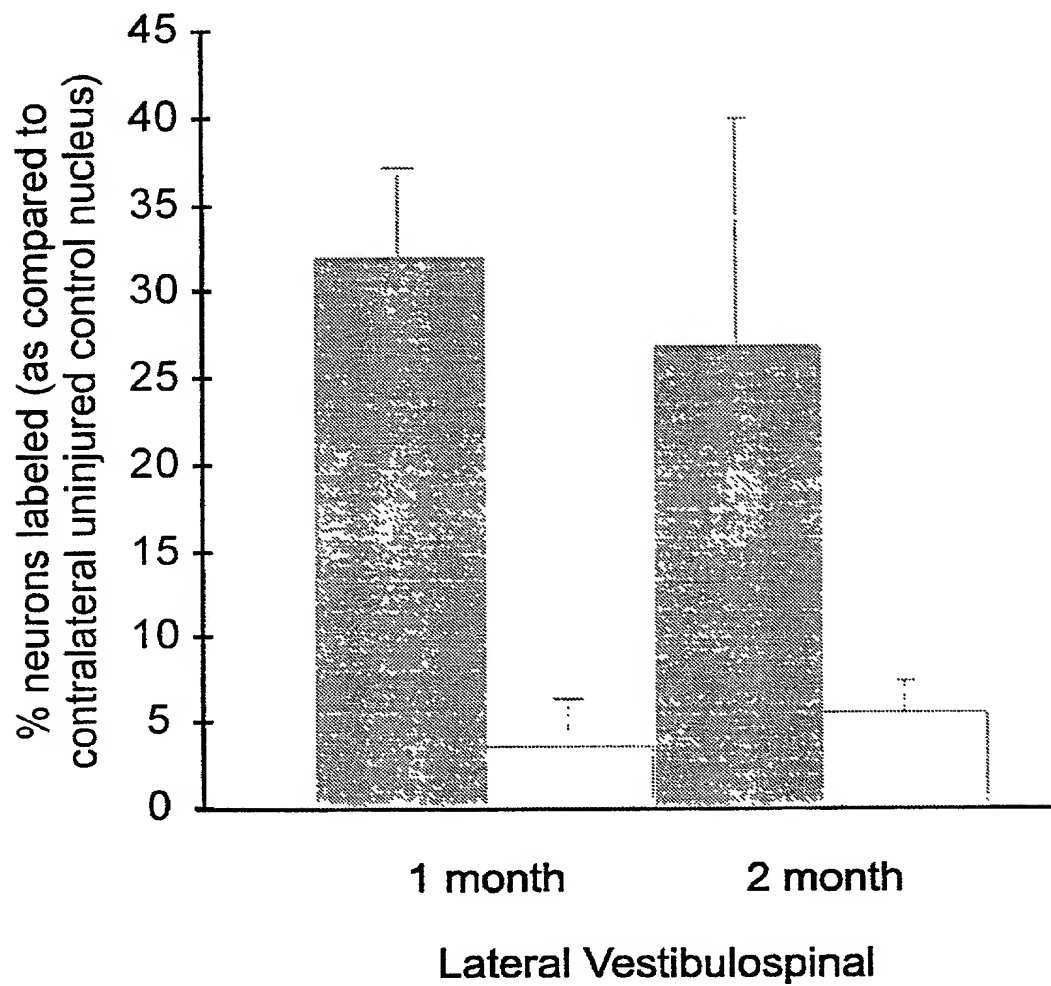 % neurons labeled (as compared to
contralateral uninjured control nucleus)
45
40
35
30
25
20
15
10
5
0
1 month
2 month
Lateral Vestibulospinal